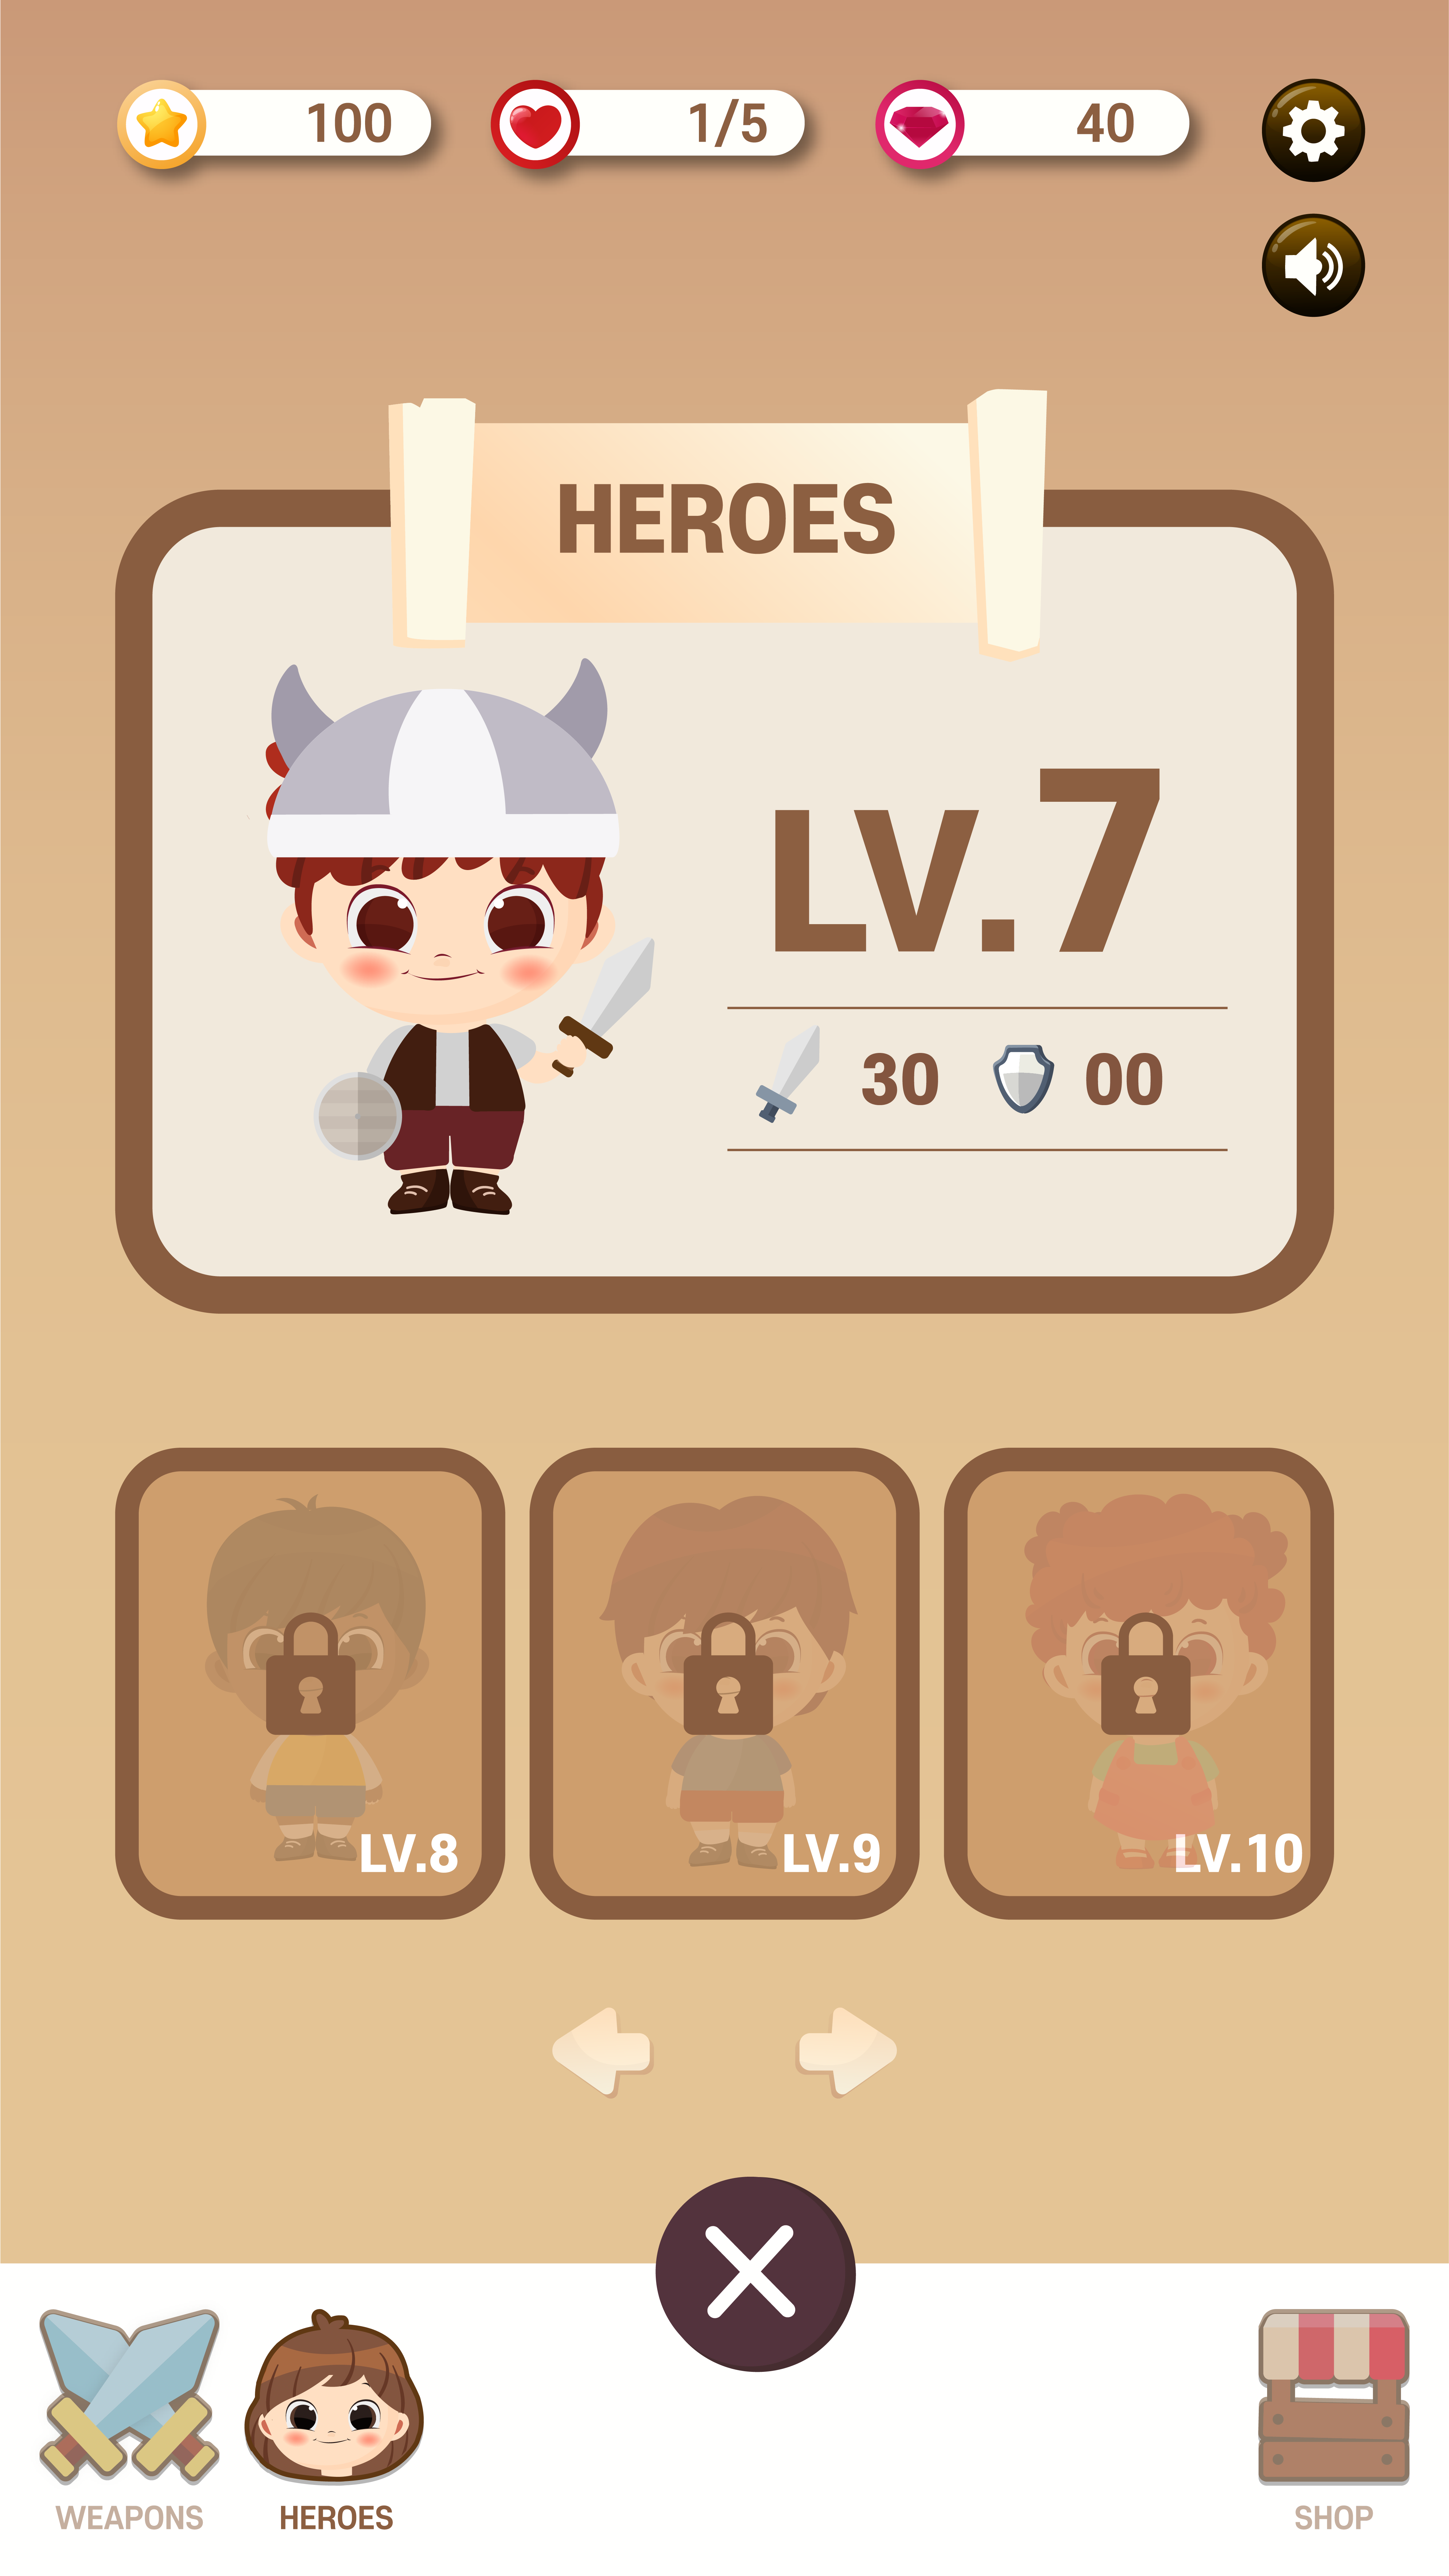 100 1/5 40
HEROES
LV.7
30 00
LV.8 LV.9 LV.10
WEAPONS HEROES SHOP